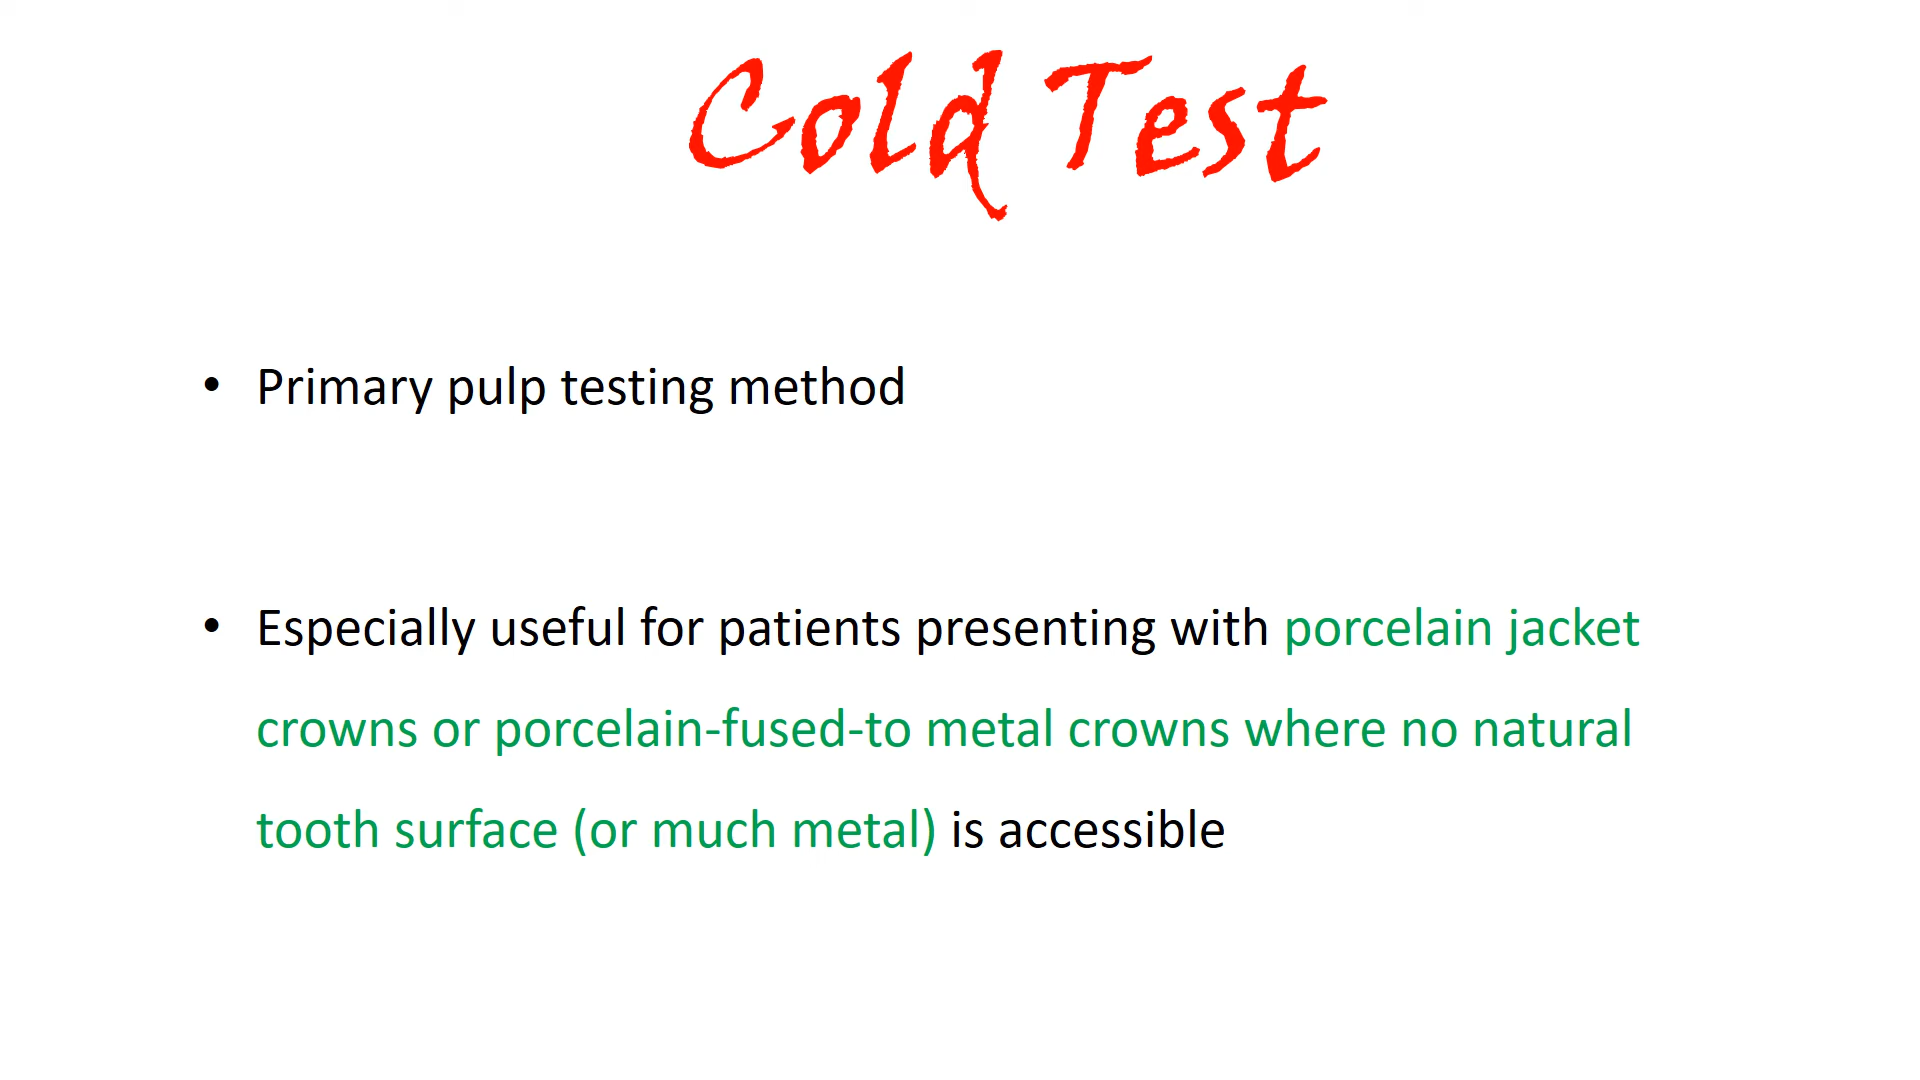 Cold Test
• Primary pulp testing method
• Especially useful for patients presenting with porcelain jacket
crowns or porcelain-fused-to metal crowns where no natural
tooth surface (or much metal) is accessible